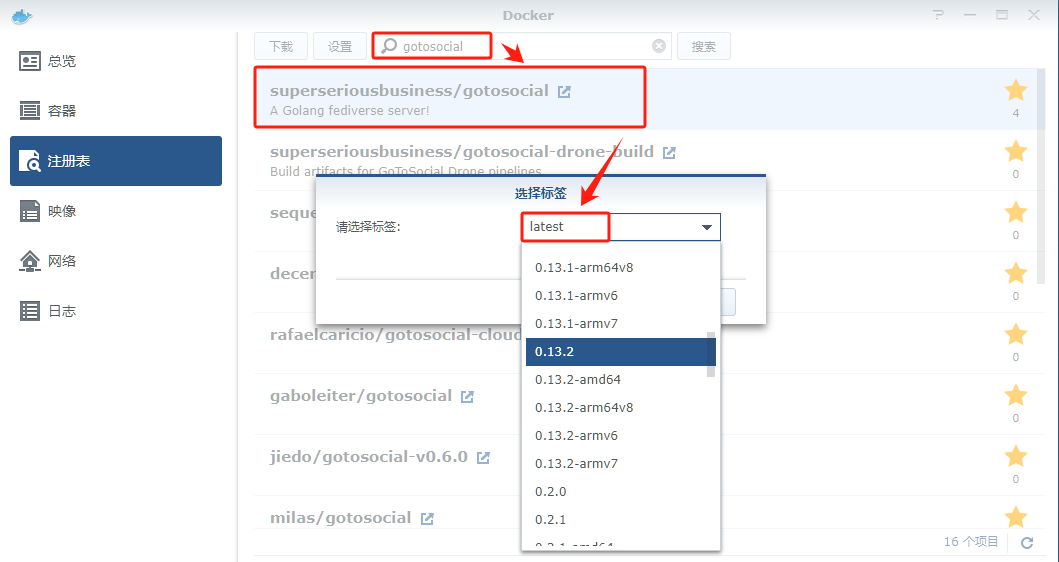 Docker
总览
容器
注册表
映像
网络
日志
下载 设置 gotosocial 搜索
superseriousbusiness/gotosocial
A Golang fediverse server!
4
superseriousbusiness/gotosocial-drone-build
Build artifacts for GoToSocial Drone pipelines
0
选择标签
请选择标签: latest
seque
0
decen
0
rafaelcaricio/gotosocial-cloud
0
gaboleiter/gotosocial
0
jiedo/gotosocial-v0.6.0
0
milas/gotosocial
0.13.1-arm64v8
0.13.1-armv6
0.13.1-armv7
0.13.2
0.13.2-amd64
0.13.2-arm64v8
0.13.2-armv6
0.13.2-armv7
0.2.0
0.2.1
0.2.1-amd64
16 个项目